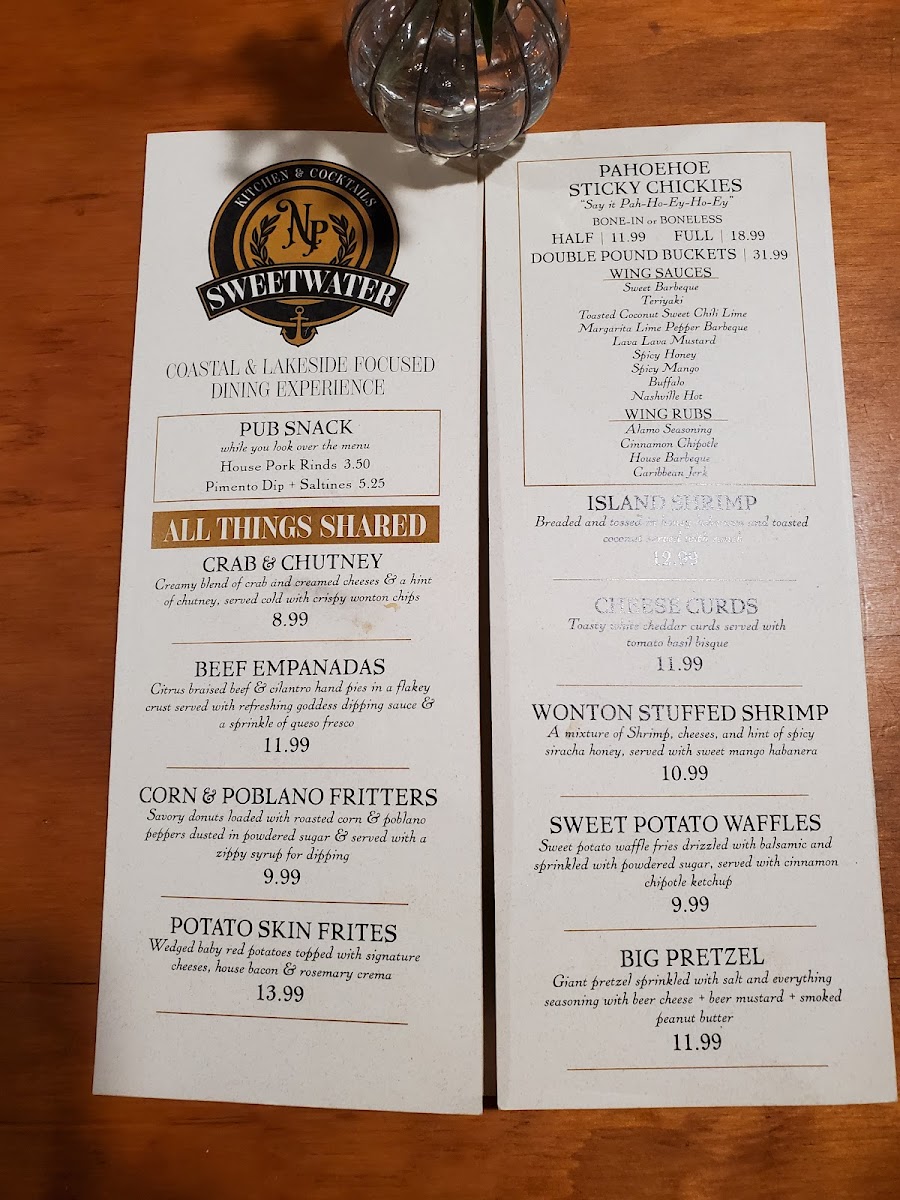 KITCHEN & COCKTAILS
NP
SWEETWATER
COASTAL & LAKESIDE FOCUSED
DINING EXPERIENCE
PUB SNACK
while you look over the menu
House Pork Rinds 3.50
Pimento Dip + Saltines 5.25
ALL THINGS SHARED
CRAB & CHUTNEY
Creamy blend of crab and creamed cheeses & a hint
of chutney, served cold with crispy wonton chips
8.99
BEEF EMPANADAS
Citrus braised beef & cilantro hand pies in a flakey
crust served with refreshing goddess dipping sauce &
a sprinkle of queso fresco
11.99
CORN & POBLANO FRITTERS
Savory donuts loaded with roasted corn & poblano
peppers dusted in powdered sugar & served with a
zippy syrup for dipping
9.99
POTATO SKIN FRITES
Wedged baby red potatoes topped with signature
cheeses, house bacon & rosemary crema
13.99
PAHOEHOE
STICKY CHICKIES
"Say it Pah-Ho-Ey-Ho-Ey"
BONE-IN or BONELESS
HALF | 11.99 FULL | 18.99
DOUBLE POUND BUCKETS | 31.99
WING SAUCES
Sweet Barbeque
Teriyaki
Toasted Coconut Sweet Chili Lime
Margarita Lime Pepper Barbeque
Lava Lava Mustard
Spicy Honey
Spicy Mango
Buffalo
Nashville Hot
WING RUBS
Alamo Seasoning
Cinnamon Chipotle
House Barbeque
Caribbean Jerk
ISLAND SHRIMP
Breaded and tossed in and toasted
coconut served with
12.99
CHEESE CURDS
Toasty white cheddar curds served with
tomato basil bisque
11.99
WONTON STUFFED SHRIMP
A mixture of Shrimp, cheeses, and hint of spicy
siracha honey, served with sweet mango habanera
10.99
SWEET POTATO WAFFLES
Sweet potato waffle fries drizzled with balsamic and
sprinkled with powdered sugar, served with cinnamon
chipotle ketchup
9.99
BIG PRETZEL
Giant pretzel sprinkled with salt and everything
seasoning with beer cheese + beer mustard + smoked
peanut butter
11.99